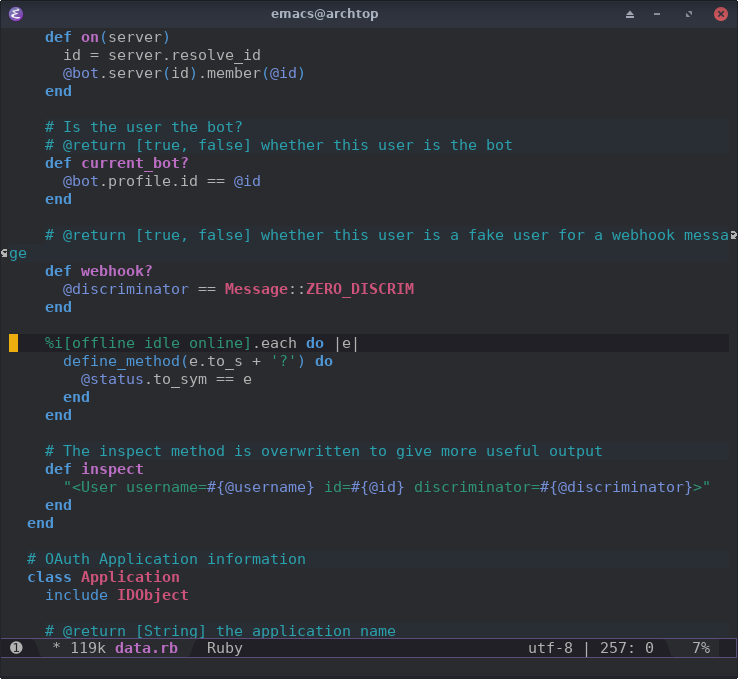 emacs@archtop
    def on(server)
      id = server.resolve_id
      @bot.server(id).member(@id)
    end

    # Is the user the bot?
    # @return [true, false] whether this user is the bot
    def current_bot?
      @bot.profile.id == @id
    end

    # @return [true, false] whether this user is a fake user for a webhook messa
ge
    def webhook?
      @discriminator == Message::ZERO_DISCRIM
    end

    %i[offline idle online].each do |e|
      define_method(e.to_s + '?') do
        @status.to_sym == e
      end
    end

    # The inspect method is overwritten to give more useful output
    def inspect
      "<User username=#{@username} id=#{@id} discriminator=#{@discriminator}>"
    end
  end

  # OAuth Application information
  class Application
    include IDObject

    # @return [String] the application name
❶ * 119k data.rb Ruby utf-8 | 257: 0 7%